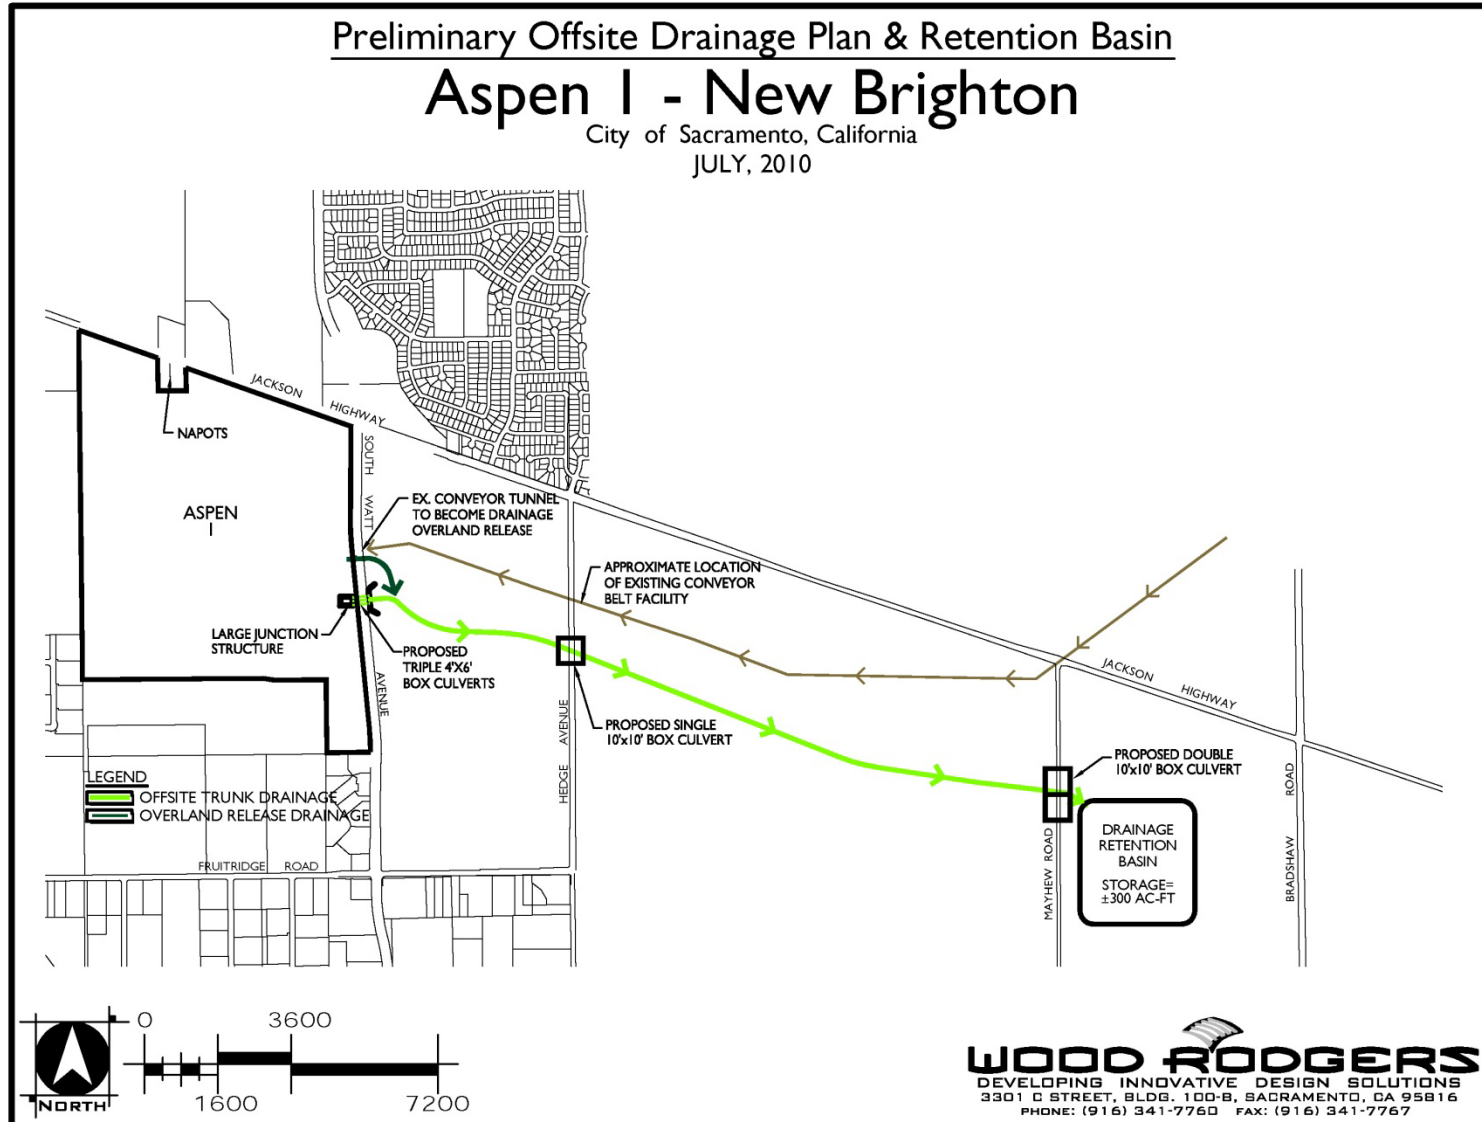 Preliminary Offsite Drainage Plan & Retention Basin
Aspen 1 - New Brighton
City of Sacramento, California
JULY, 2010
JACKSON
HIGHWAY
NAPOTS
SOUTH
WATT
AVENUE
ASPEN
1
EX. CONVEYOR TUNNEL
TO BECOME DRAINAGE
OVERLAND RELEASE
APPROXIMATE LOCATION
OF EXISTING CONVEYOR
BELT FACILITY
LARGE JUNCTION
STRUCTURE
PROPOSED
TRIPLE 4'X6'
BOX CULVERTS
HEDGE AVENUE
PROPOSED SINGLE
10'x10' BOX CULVERT
JACKSON
HIGHWAY
PROPOSED DOUBLE
10'x10' BOX CULVERT
MAYHEW ROAD
BRADSHAW ROAD
DRAINAGE
RETENTION
BASIN
STORAGE=
±300 AC-FT
LEGEND
OFFSITE TRUNK DRAINAGE
OVERLAND RELEASE DRAINAGE
FRUITRIDGE ROAD
NORTH
0 3600
1600 7200
WOOD RODGERS
DEVELOPING INNOVATIVE DESIGN SOLUTIONS
3301 C STREET, BLDG. 100-B, SACRAMENTO, CA 95816
PHONE: (916) 341-7760 FAX: (916) 341-7767